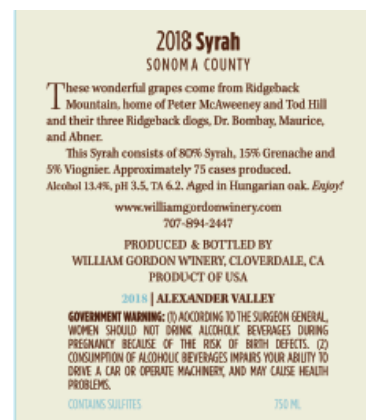 2018 Syrah
SONOMA COUNTY
These wonderful grapes come from Ridgeback
Mountain, home of Peter McAweeney and Tod Hill
and their three Ridgeback dogs, Dr. Bombay, Maurice,
and Abner.
This Syrah consists of 80% Syrah, 15% Grenache and
5% Viognier. Approximately 75 cases produced.
Alcohol 13.4%, pH 3.5, TA 6.2. Aged in Hungarian oak. Enjoy!
www.williamgordonwinery.com
707-894-2447
PRODUCED & BOTTLED BY
WILLIAM GORDON WINERY, CLOVERDALE, CA
PRODUCT OF USA
2018 | ALEXANDER VALLEY
GOVERNMENT WARNING: (1) ACCORDING TO THE SURGEON GENERAL,
WOMEN SHOULD NOT DRINK ALCOHOLIC BEVERAGES DURING
PREGNANCY BECAUSE OF THE RISK OF BIRTH DEFECTS. (2)
CONSUMPTION OF ALCOHOLIC BEVERAGES IMPAIRS YOUR ABILITY TO
DRIVE A CAR OR OPERATE MACHINERY, AND MAY CAUSE HEALTH
PROBLEMS.
CONTAINS SULFITES 750 ML